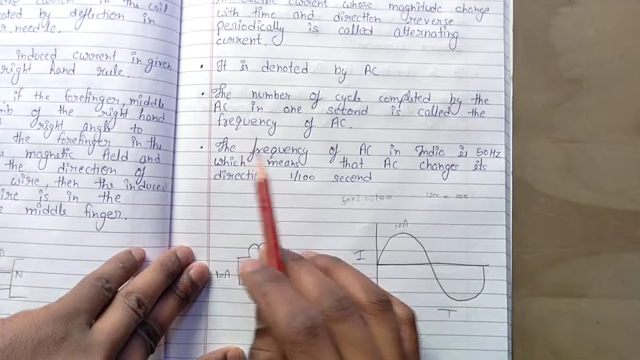 current in the coil
by deflection in
needle.
induced current in given
right hand rule.
if the forefinger, middle
of the right hand
right angle to
the forefinger in the
magnetic field and
the direction of
wire, then the induced
is in the
middle finger.
N
current whose magnitude change
with time and direction reverse
periodically is called alternating
current.
• It is denoted by AC
• The number of cycle completed by the
AC in one second is called the
frequency of AC.
• The frequency of AC in India is 50Hz
which means that AC changes its
1/100 second
10A
I
T